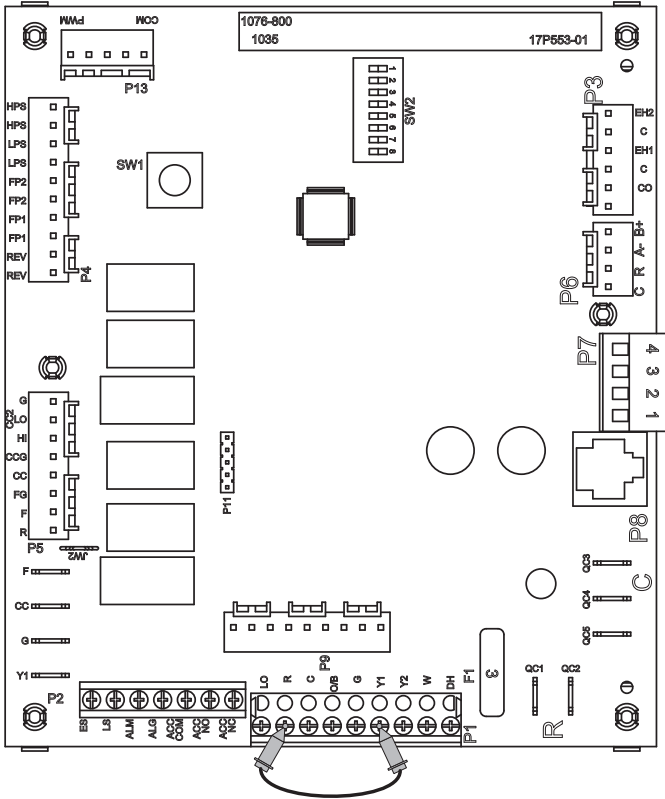 PWM
COM
P13
1076-800
1035
17P553-01
HPS
HPS
LPS
LPS
FP2
FP2
FP1
FP1
REV
REV
P4
SW1
1
2
3
4
5
6
7
8
SW2
P3
EH2
C
EH1
C
CO
B+
A-
R
C
P6
P7
4
3
2
1
P8
G
CC2
LO
HI
CCG
CC
FG
F
R
P5
JW2
P11
F
CC
G
Y1
P2
QC3
QC4
QC5
C
P9
LO
R
C
O/B
G
Y1
Y2
W
DH
F1
3
QC1
QC2
R
P1
ES
LS
ALM
ALG
ACC COM
ACC NO
ACC NC